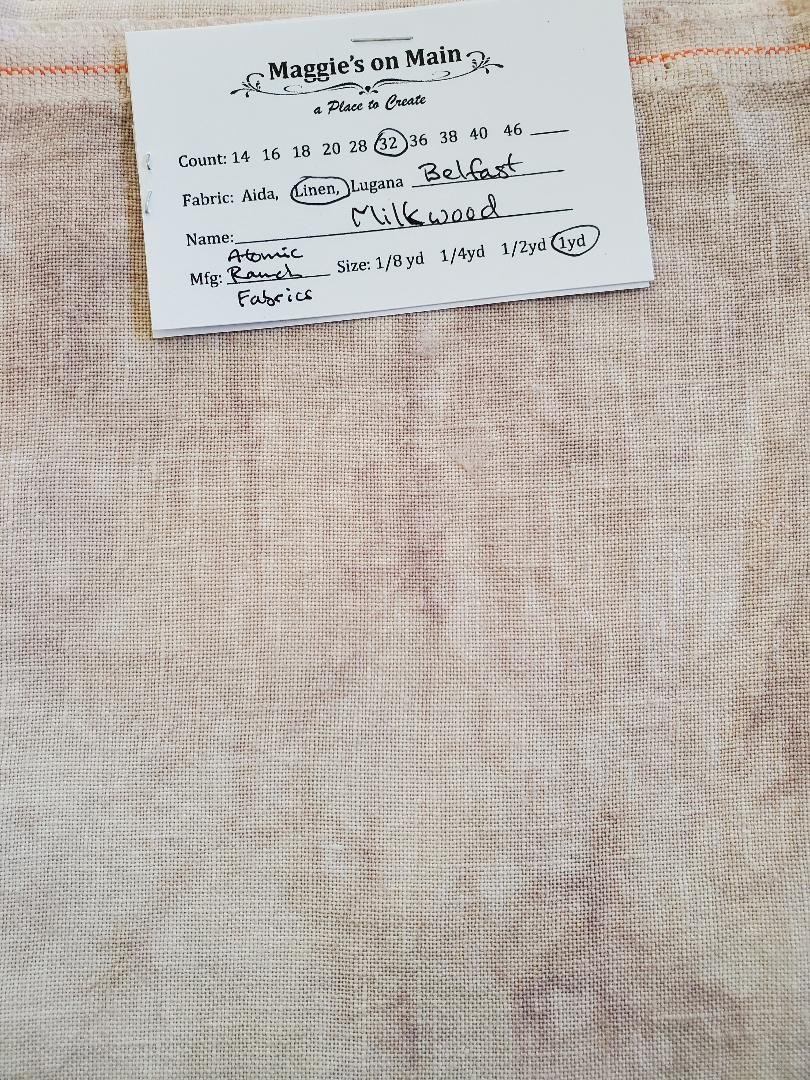 Maggie's on Main
a Place to Create
Count: 14 16 18 20 28 32 36 38 40 46
Fabric: Aida, Linen, Lugana Belfast
Name: Milkwood
Atomic
Mfg: Ranch Size: 1/8 yd 1/4yd 1/2yd 1yd
Fabrics